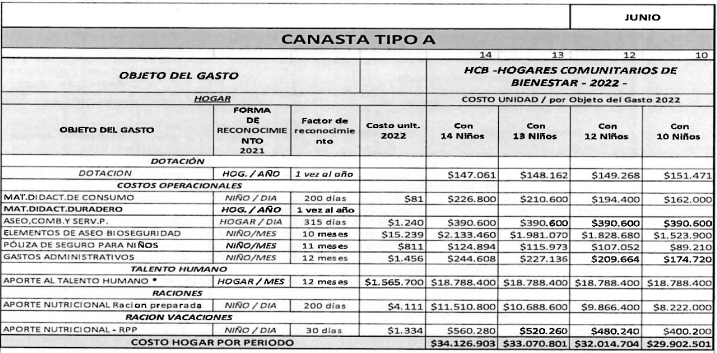 JUNIO
CANASTA TIPO A
14 13 12 10
OBJETO DEL GASTO
HCB -HOGARES COMUNITARIOS DE
BIENESTAR - 2022 -
HOGAR
COSTO UNIDAD / por Objeto del Gasto 2022
OBJETO DEL GASTO
FORMA
DE
RECONOCIMIE
NTO
2021
Factor de
reconocimie
nto
Costo unit.
2022
Con
14 Niños
Con
13 Niños
Con
12 Niños
Con
10 Niños
DOTACIÓN
DOTACION HOG. / AÑO 1 vez al año $147.061 $148.162 $149.268 $151.471
COSTOS OPERACIONALES
MAT.DIDACT.DE CONSUMO NIÑO / DIA 200 días $81 $226.800 $210.600 $194.400 $162.000
MAT.DIDACT.DURADERO HOG. / AÑO 1 vez al año
ASEO,COMB.Y SERV.P. HOGAR / DIA 315 días $1.240 $390.600 $390.600 $390.600 $390.600
ELEMENTOS DE ASEO BIOSEGURIDAD NIÑO/MES 10 meses $15.239 $2.133.460 $1.981.070 $1.828.680 $1.523.900
PÓLIZA DE SEGURO PARA NIÑOS NIÑO/MES 11 meses $811 $124.894 $115.973 $107.052 $89.210
GASTOS ADMINISTRATIVOS NIÑO/MES 12 meses $1.456 $244.608 $227.136 $209.664 $174.720
TALENTO HUMANO
APORTE AL TALENTO HUMANO * HOGAR / MES 12 meses $1.565.700 $18.788.400 $18.788.400 $18.788.400 $18.788.400
RACIONES
APORTE NUTRICIONAL Racion preparada NIÑO / DIA 200 días $4.111 $11.510.800 $10.688.600 $9.866.400 $8.222.000
RACION VACACIONES
APORTE NUTRICIONAL - RPP NIÑO / DIA 30 días $1.334 $560.280 $520.260 $480.240 $400.200
COSTO HOGAR POR PERIODO $34.126.903 $33.070.801 $32.014.704 $29.902.501